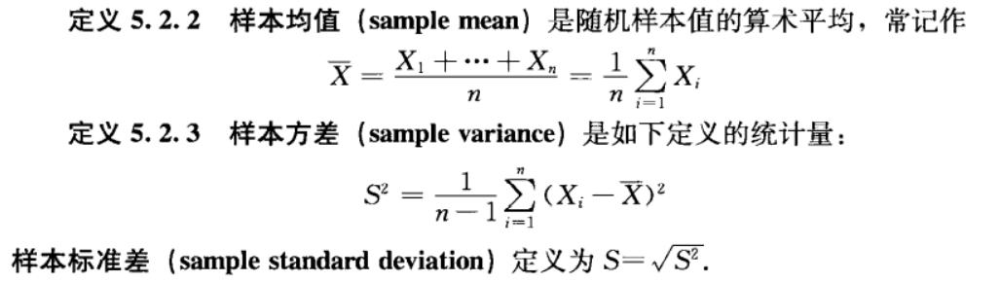 定义 5.2.2 样本均值（sample mean）是随机样本值的算术平均，常记作
$\overline{X} = \frac{X_1 + \cdots + X_n}{n} = \frac{1}{n}\sum_{i=1}^{n} X_i$
定义 5.2.3 样本方差（sample variance）是如下定义的统计量：
$S^2 = \frac{1}{n-1}\sum_{i=1}^{n}(X_i - \overline{X})^2$
样本标准差（sample standard deviation）定义为 $S=\sqrt{S^2}$.